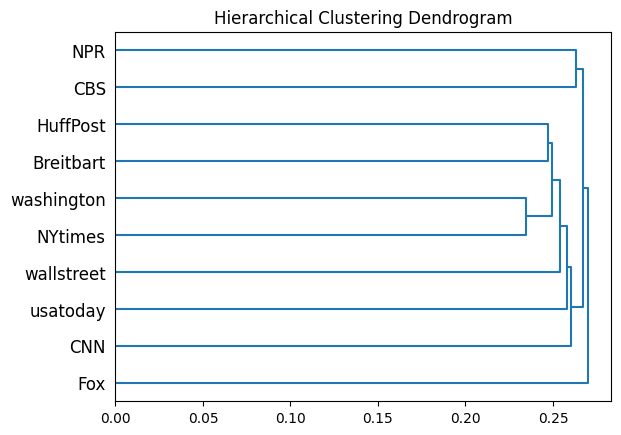 Hierarchical Clustering Dendrogram
NPR
CBS
HuffPost
Breitbart
washington
NYtimes
wallstreet
usatoday
CNN
Fox
0.00 0.05 0.10 0.15 0.20 0.25